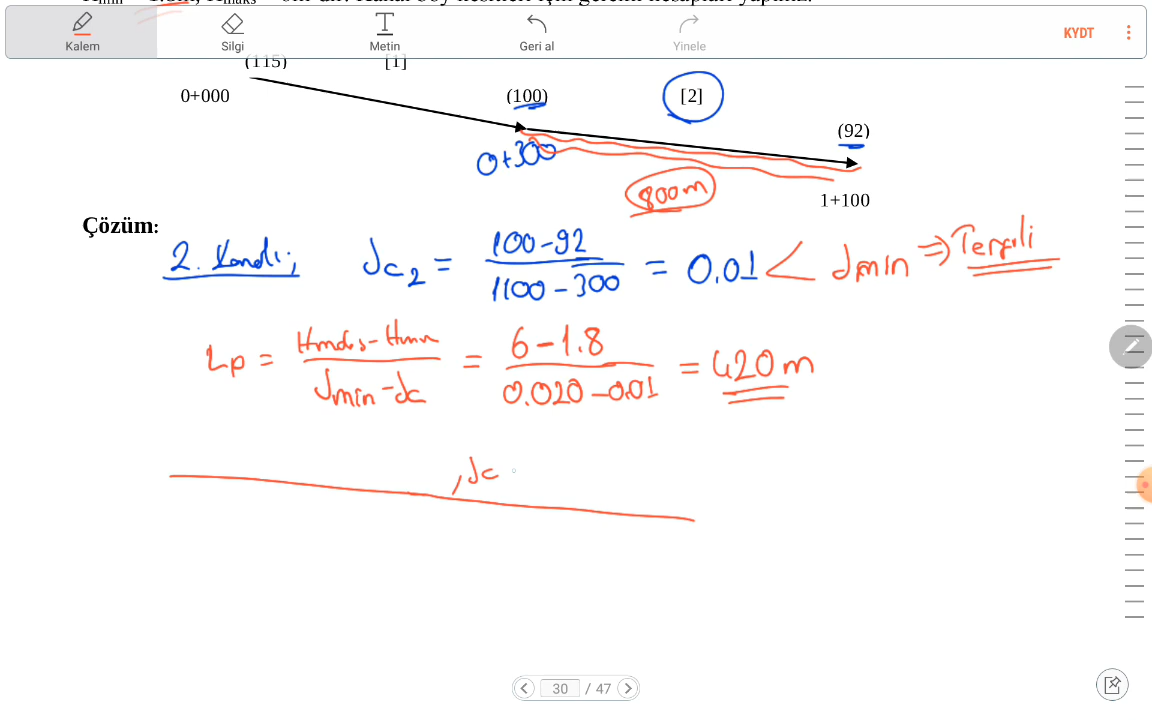 Kalem Silgi Metin Geri al Yinele KYDT
(115) [1]
0+000 (100) [2]
(92)
0+300
800m
1+100
Çözüm:
2. Kanal; Jc2 = 100-92 / 1100-300 = 0.01 < Jmin ⇒ Terfili
Lp = Hmaks-Hmin / Jmin-Jc = 6-1.8 / 0.020-0.01 = 420m
Jc
30 / 47